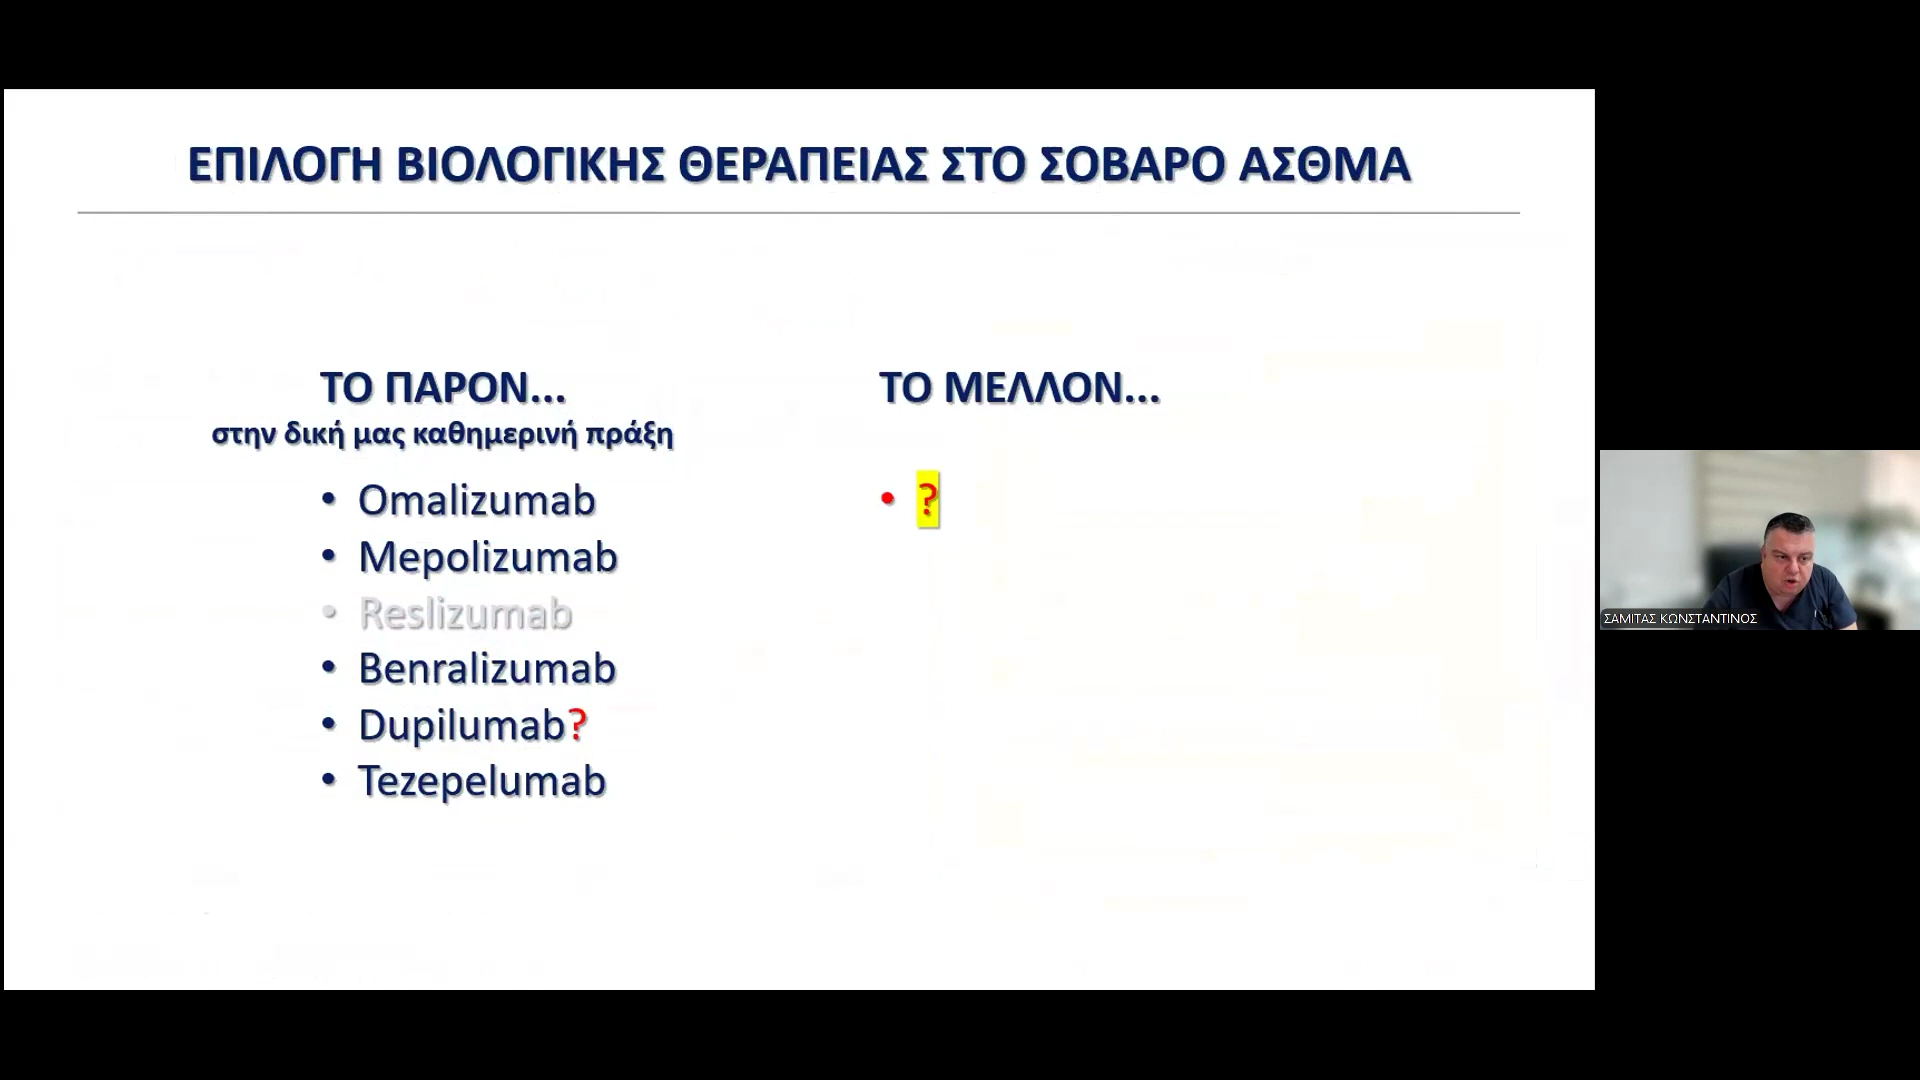 ΕΠΙΛΟΓΗ ΒΙΟΛΟΓΙΚΗΣ ΘΕΡΑΠΕΙΑΣ ΣΤΟ ΣΟΒΑΡΟ ΑΣΘΜΑ
ΤΟ ΠΑΡΟΝ...
στην δική μας καθημερινή πράξη
• Omalizumab
• Mepolizumab
• Reslizumab
• Benralizumab
• Dupilumab?
• Tezepelumab
ΤΟ ΜΕΛΛΟΝ...
• ?
ΣΑΜΙΤΑΣ ΚΩΝΣΤΑΝΤΙΝΟΣ